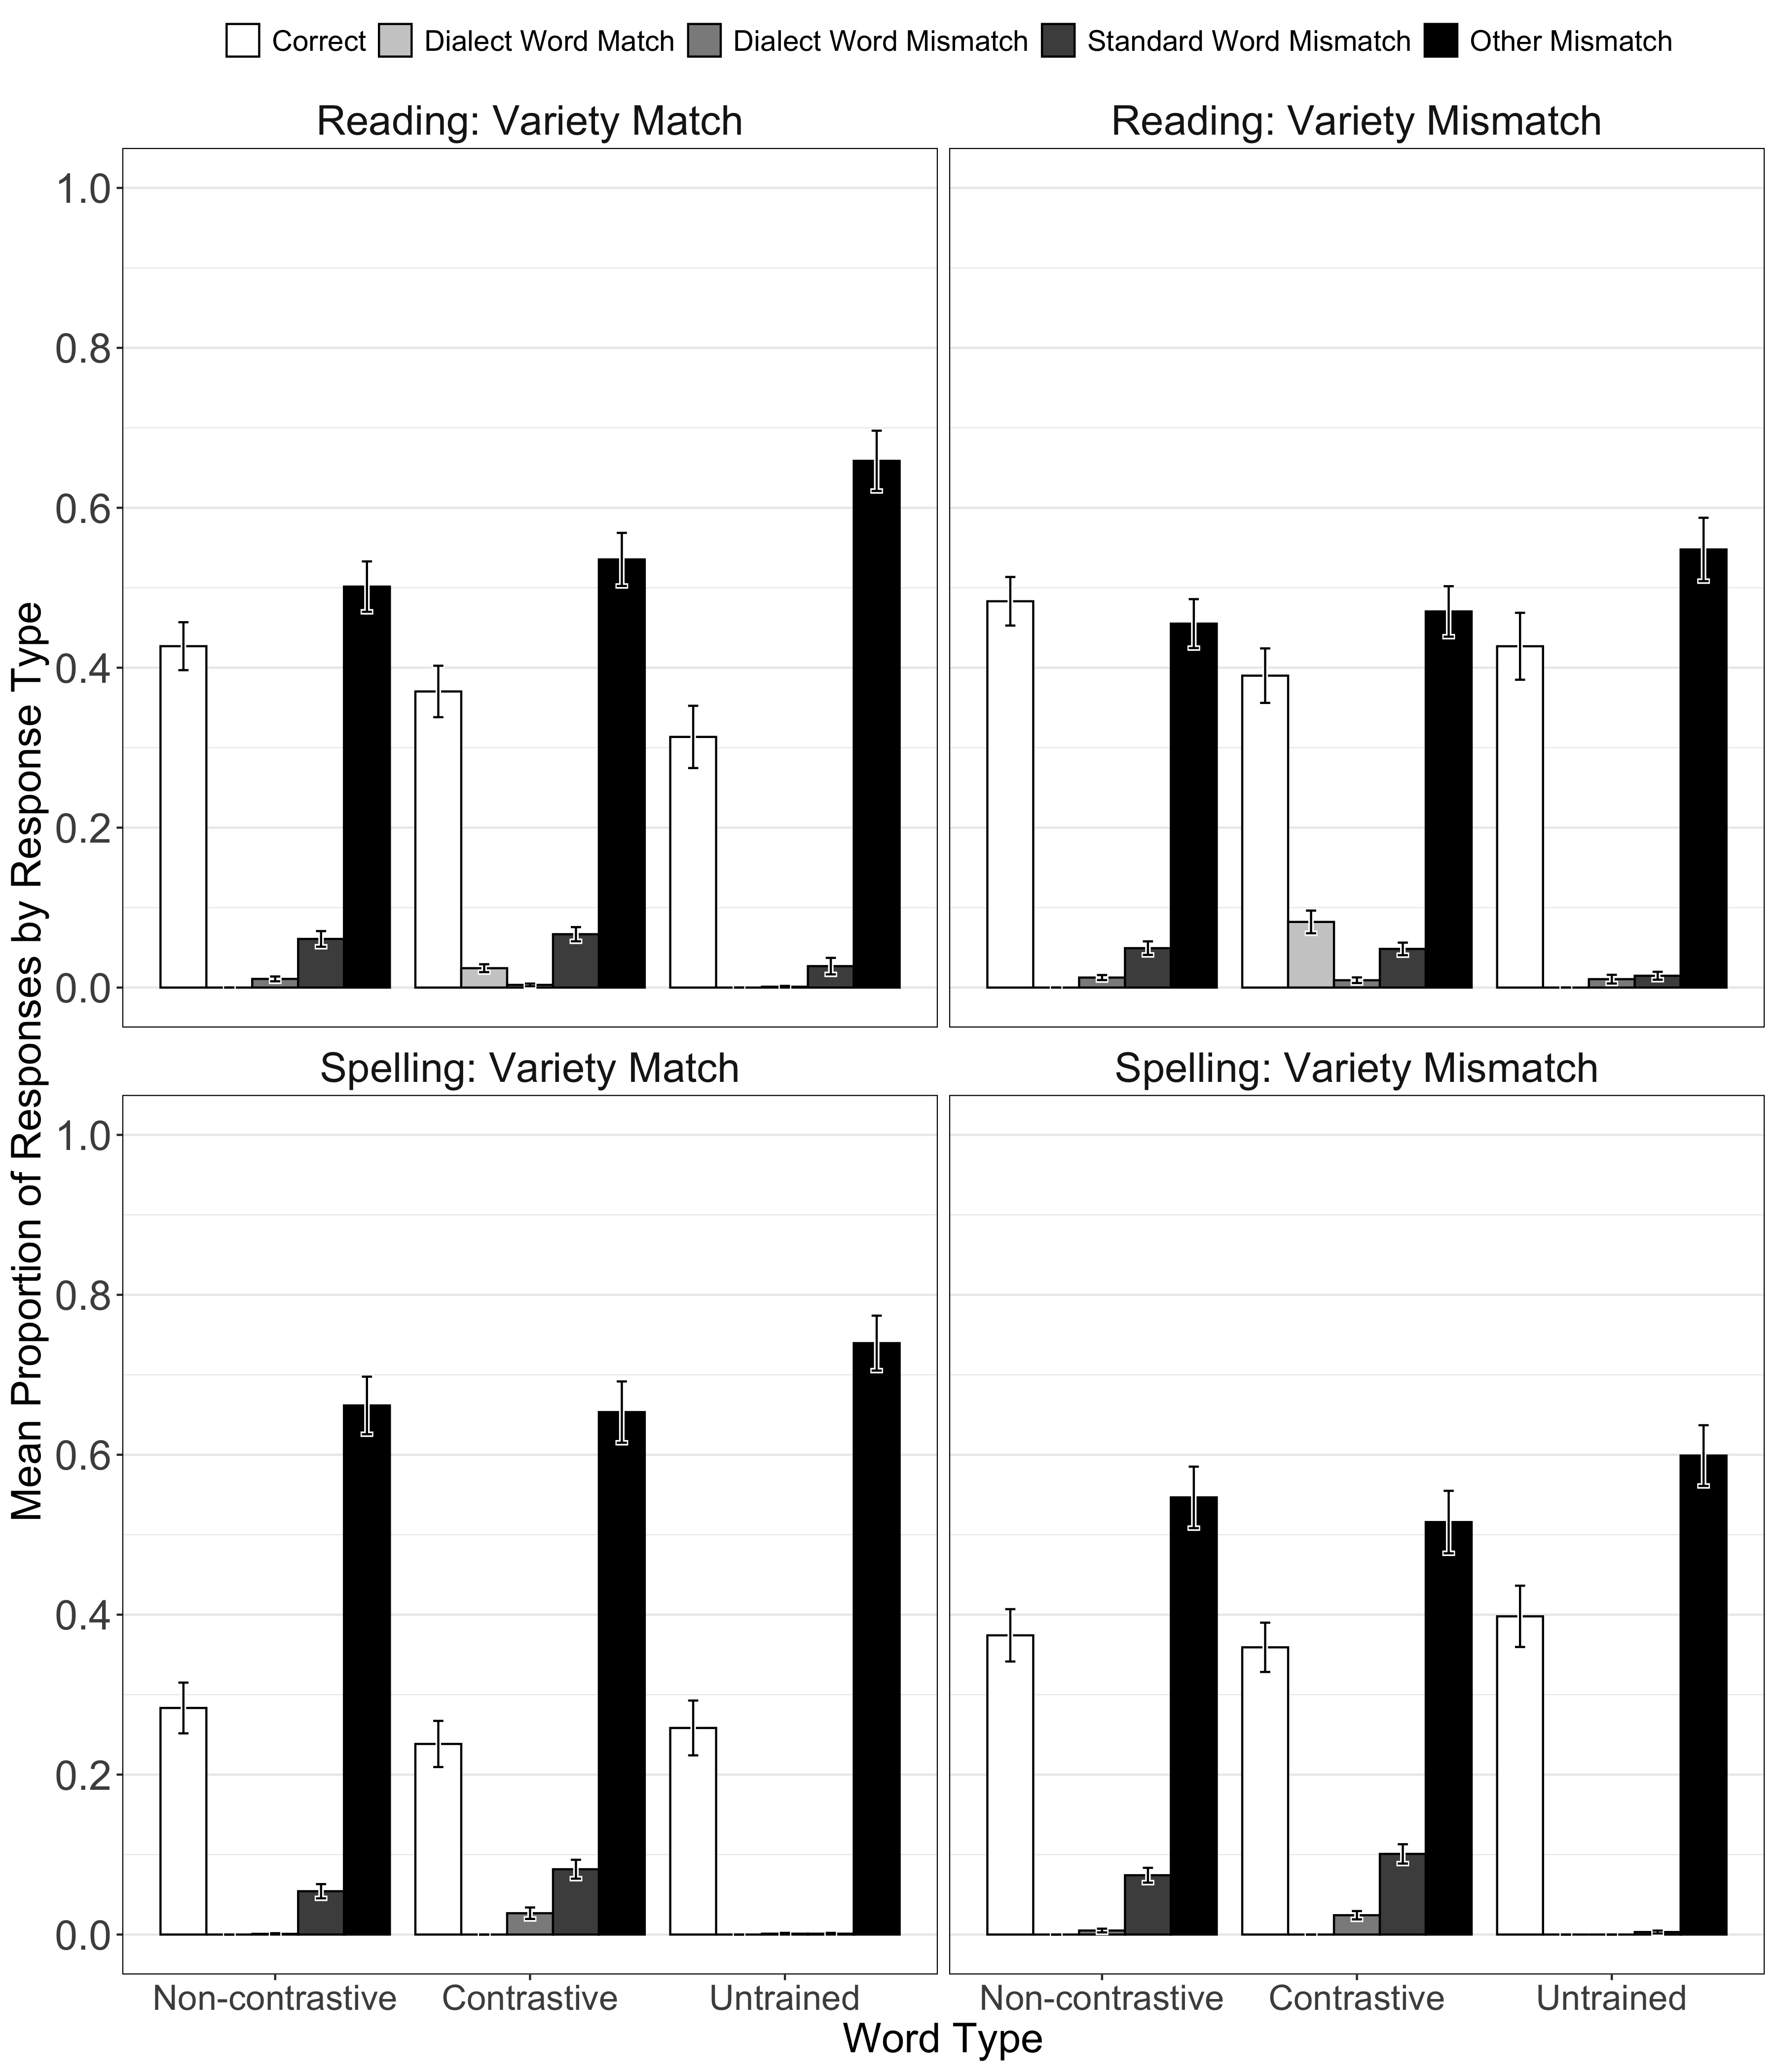 Correct Dialect Word Match Dialect Word Mismatch Standard Word Mismatch Other Mismatch
Reading: Variety Match
Reading: Variety Mismatch
1.0
0.8
0.6
0.4
0.2
0.0
Spelling: Variety Match
Spelling: Variety Mismatch
1.0
0.8
0.6
0.4
0.2
0.0
Mean Proportion of Responses by Response Type
Non-contrastive Contrastive Untrained
Non-contrastive Contrastive Untrained
Word Type